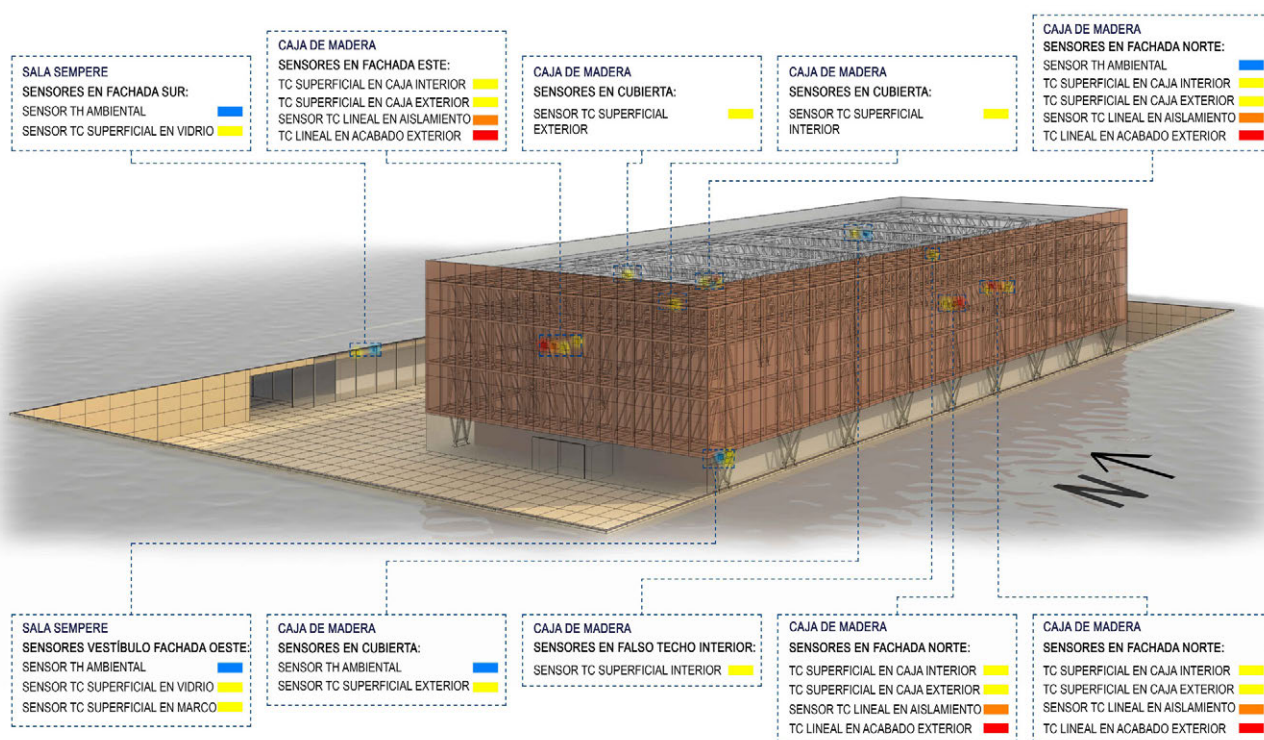 SALA SEMPERE
SENSORES EN FACHADA SUR:
SENSOR TH AMBIENTAL
SENSOR TC SUPERFICIAL EN VIDRIO
CAJA DE MADERA
SENSORES EN FACHADA ESTE:
TC SUPERFICIAL EN CAJA INTERIOR
TC SUPERFICIAL EN CAJA EXTERIOR
SENSOR TC LINEAL EN AISLAMIENTO
TC LINEAL EN ACABADO EXTERIOR
CAJA DE MADERA
SENSORES EN CUBIERTA:
SENSOR TC SUPERFICIAL
EXTERIOR
CAJA DE MADERA
SENSORES EN CUBIERTA:
SENSOR TC SUPERFICIAL
INTERIOR
CAJA DE MADERA
SENSORES EN FACHADA NORTE:
SENSOR TH AMBIENTAL
TC SUPERFICIAL EN CAJA INTERIOR
TC SUPERFICIAL EN CAJA EXTERIOR
SENSOR TC LINEAL EN AISLAMIENTO
TC LINEAL EN ACABADO EXTERIOR
N
SALA SEMPERE
SENSORES VESTÍBULO FACHADA OESTE:
SENSOR TH AMBIENTAL
SENSOR TC SUPERFICIAL EN VIDRIO
SENSOR TC SUPERFICIAL EN MARCO
CAJA DE MADERA
SENSORES EN CUBIERTA:
SENSOR TH AMBIENTAL
SENSOR TC SUPERFICIAL EXTERIOR
CAJA DE MADERA
SENSORES EN FALSO TECHO INTERIOR:
SENSOR TC SUPERFICIAL INTERIOR
CAJA DE MADERA
SENSORES EN FACHADA NORTE:
TC SUPERFICIAL EN CAJA INTERIOR
TC SUPERFICIAL EN CAJA EXTERIOR
SENSOR TC LINEAL EN AISLAMIENTO
TC LINEAL EN ACABADO EXTERIOR
CAJA DE MADERA
SENSORES EN FACHADA NORTE:
TC SUPERFICIAL EN CAJA INTERIOR
TC SUPERFICIAL EN CAJA EXTERIOR
SENSOR TC LINEAL EN AISLAMIENTO
TC LINEAL EN ACABADO EXTERIOR